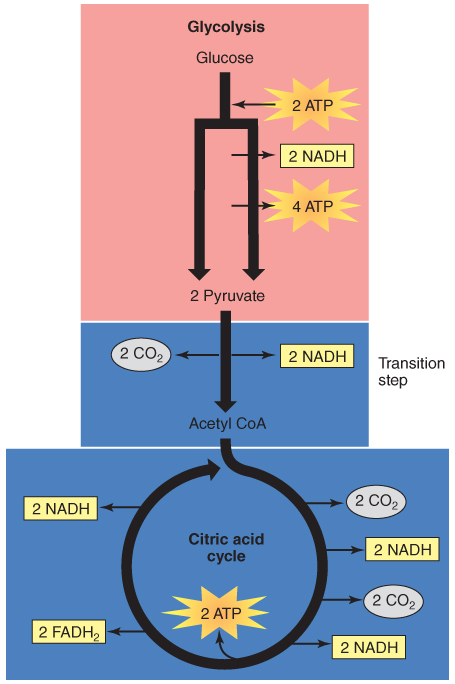 Glycolysis
Glucose
2 ATP
2 NADH
4 ATP
2 Pyruvate
2 CO₂
2 NADH
Transition
step
Acetyl CoA
2 CO₂
2 NADH
Citric acid
cycle
2 NADH
2 CO₂
2 ATP
2 FADH₂
2 NADH